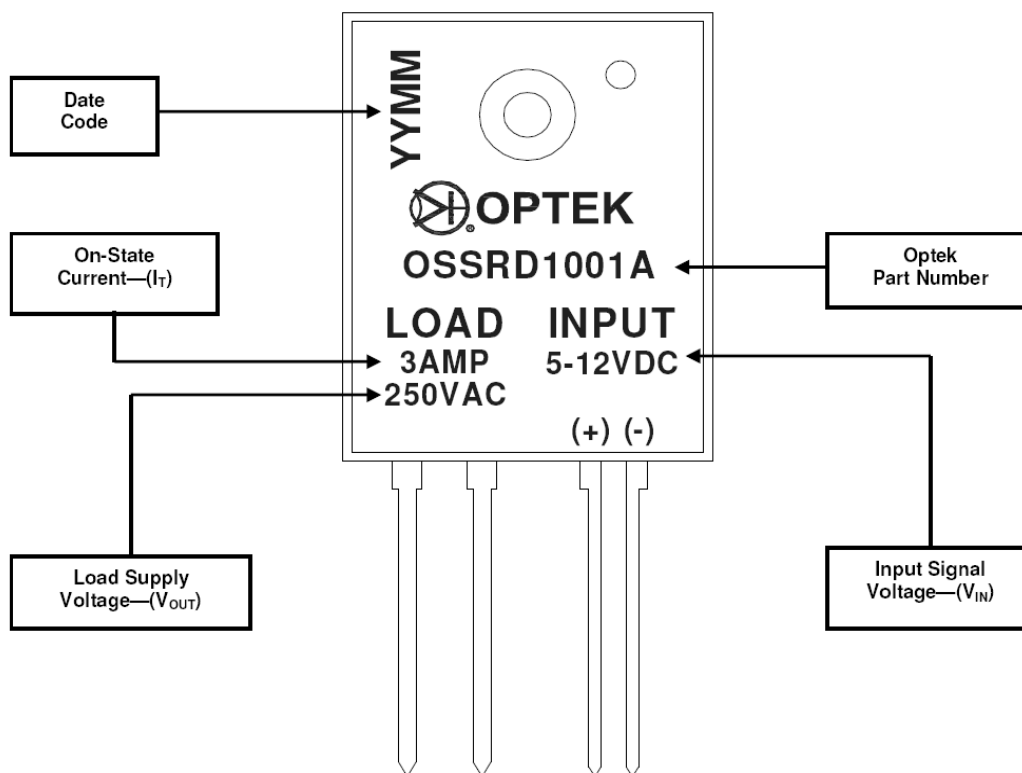 Date
Code
YYMM
OPTEK
®
OSSRD1001A
On-State
Current—(IT)
Optek
Part Number
LOAD INPUT
3AMP 5-12VDC
250VAC
(+) (-)
Load Supply
Voltage—(VOUT)
Input Signal
Voltage—(VIN)